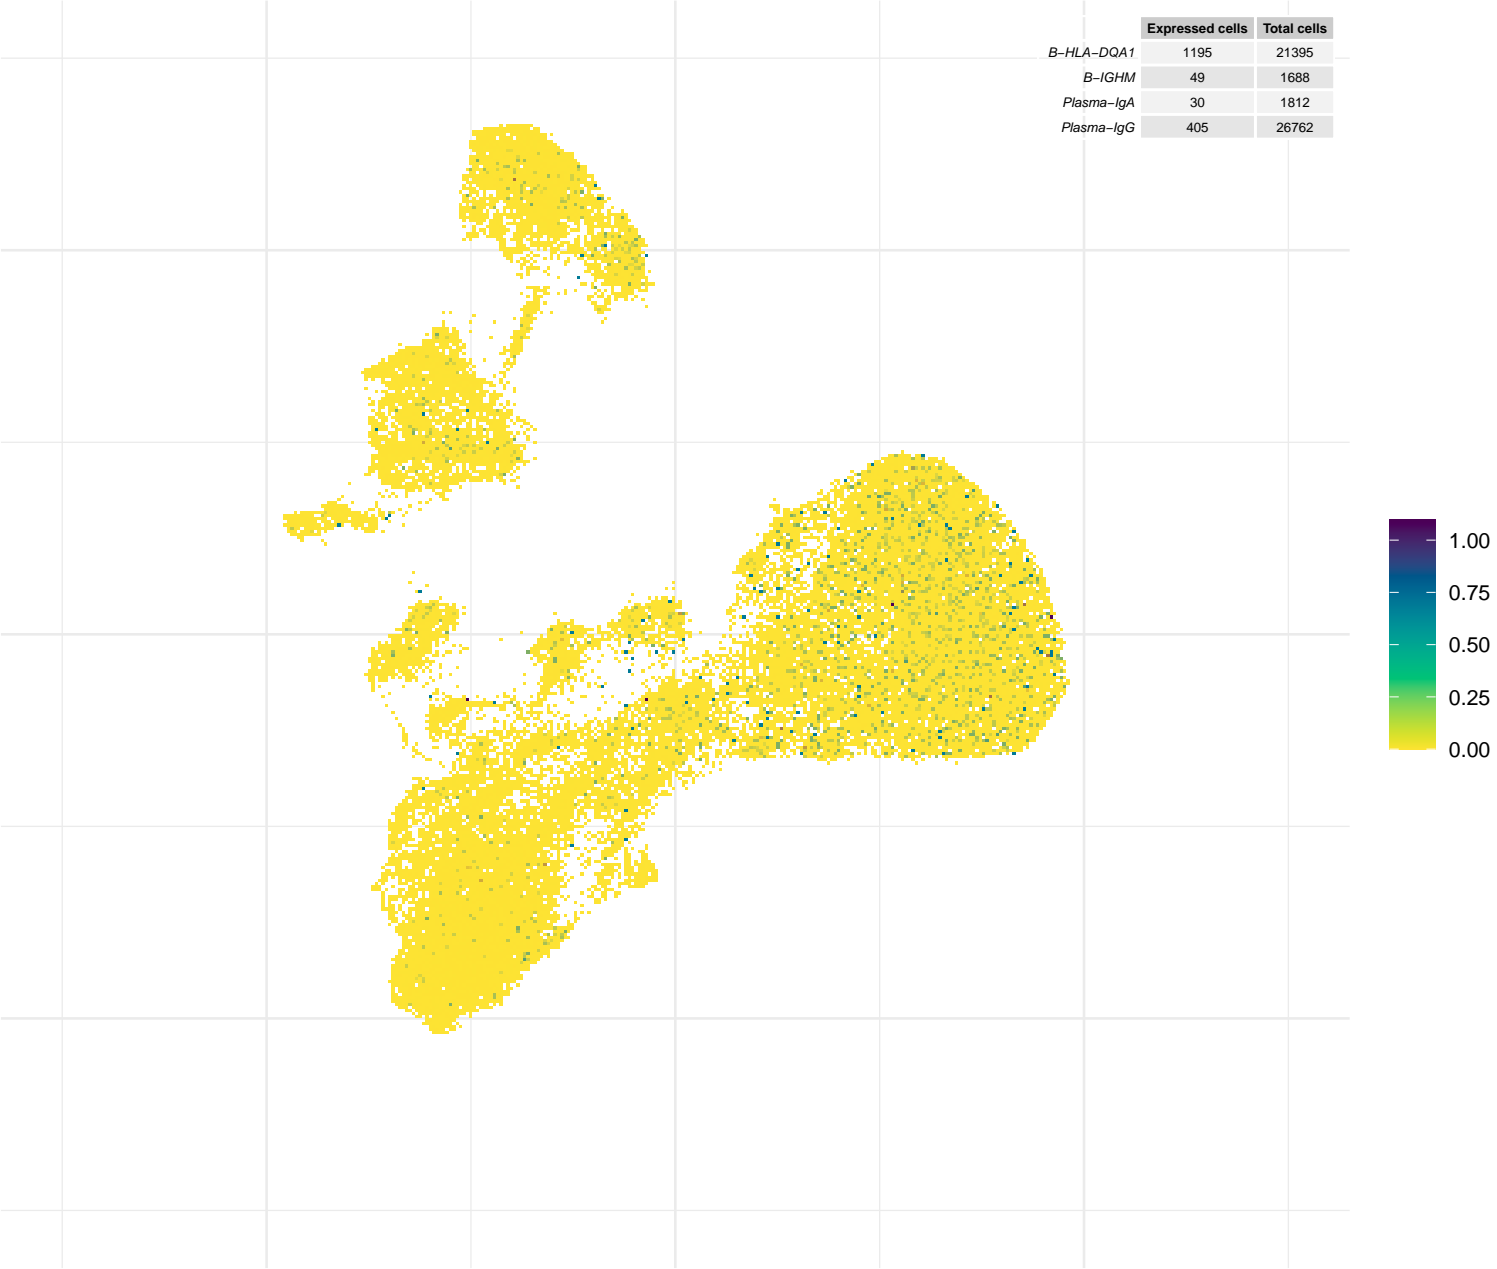 Expressed cells Total cells
B−HLA−DQA1 1195 21395
B−IGHM 49 1688
Plasma−IgA 30 1812
Plasma−IgG 405 26762
1.00
0.75
0.50
0.25
0.00